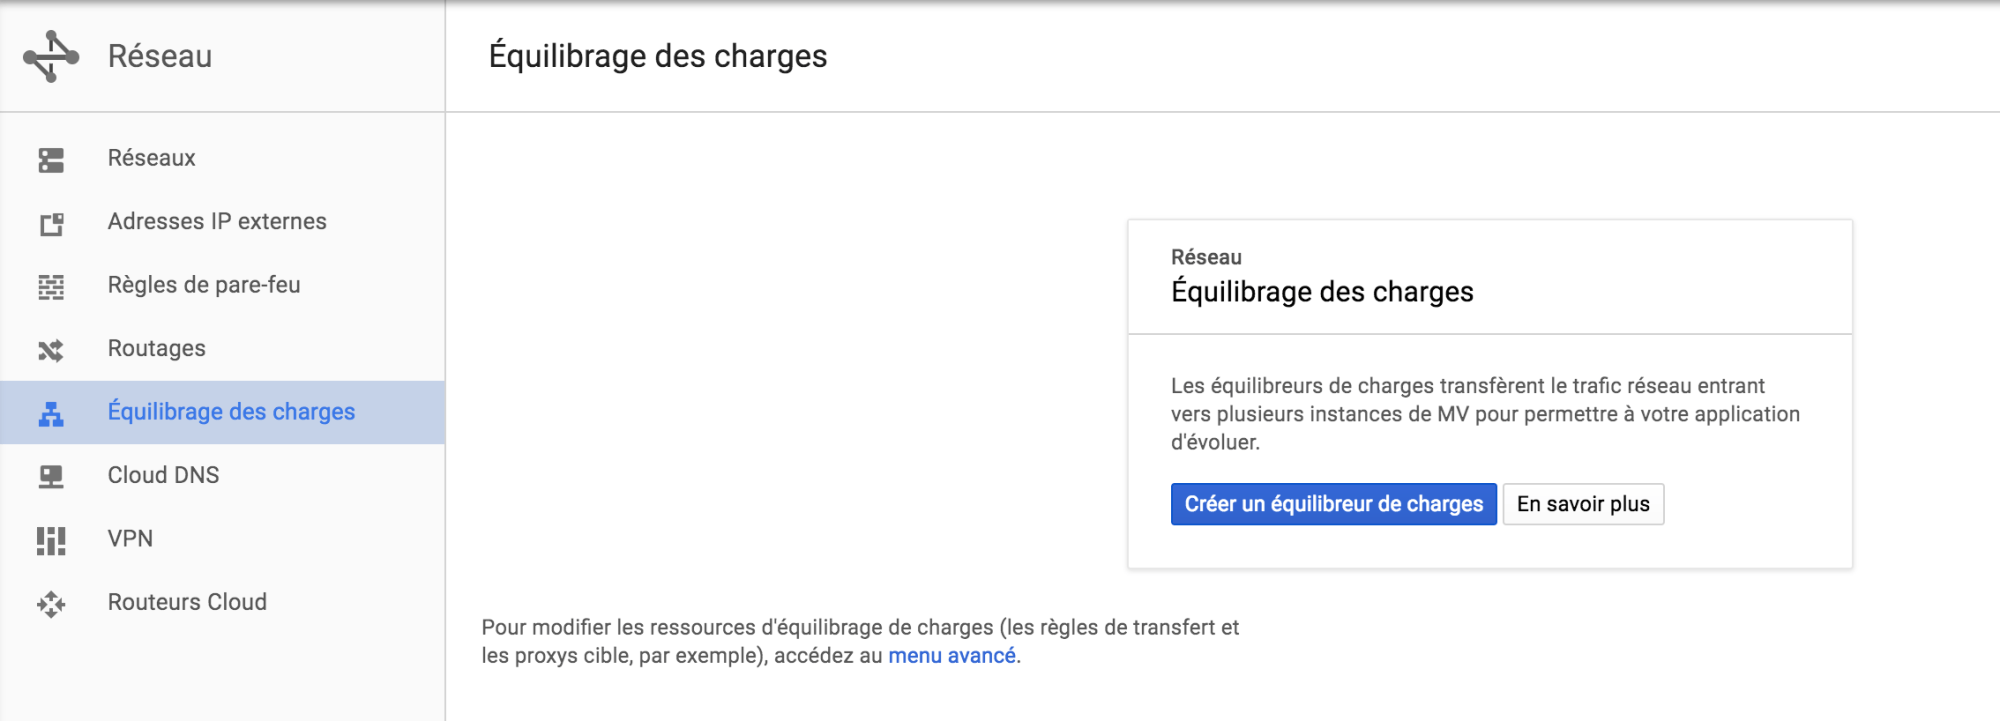 Réseau
Équilibrage des charges
Réseaux
Adresses IP externes
Règles de pare-feu
Routages
Équilibrage des charges
Cloud DNS
VPN
Routeurs Cloud
Réseau
Équilibrage des charges
Les équilibreurs de charges transfèrent le trafic réseau entrant
vers plusieurs instances de MV pour permettre à votre application
d'évoluer.
Créer un équilibreur de charges
En savoir plus
Pour modifier les ressources d'équilibrage de charges (les règles de transfert et
les proxys cible, par exemple), accédez au menu avancé.